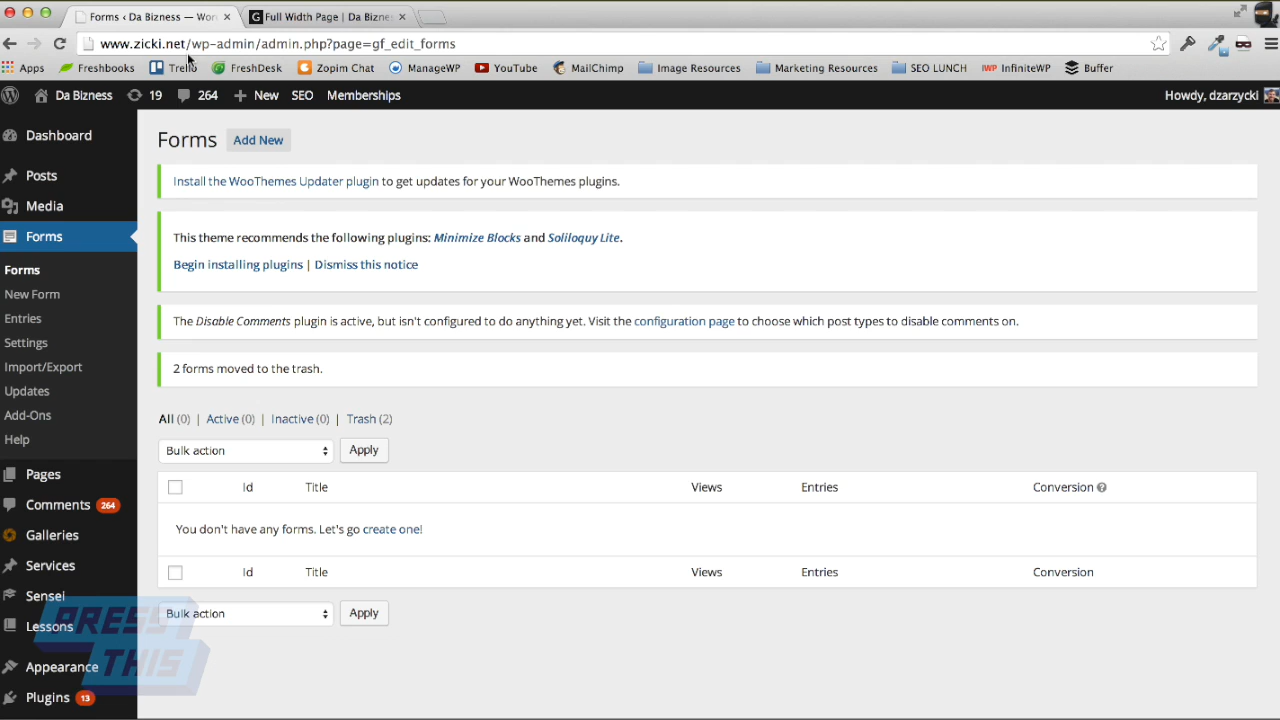 Forms ‹ Da Bizness — Wor
Full Width Page | Da Biznes
www.zicki.net/wp-admin/admin.php?page=gf_edit_forms
Apps Freshbooks Trello FreshDesk Zopim Chat ManageWP YouTube MailChimp Image Resources Marketing Resources SEO LUNCH IWP InfiniteWP Buffer
Da Bizness 19 264 + New SEO Memberships Howdy, dzarzycki
Dashboard
Posts
Media
Forms
Forms
New Form
Entries
Settings
Import/Export
Updates
Add-Ons
Help
Pages
Comments 264
Galleries
Services
Sensei
Lessons
Appearance
Plugins 13
Forms Add New
Install the WooThemes Updater plugin to get updates for your WooThemes plugins.
This theme recommends the following plugins: Minimize Blocks and Soliloquy Lite.
Begin installing plugins | Dismiss this notice
The Disable Comments plugin is active, but isn't configured to do anything yet. Visit the configuration page to choose which post types to disable comments on.
2 forms moved to the trash.
All (0) | Active (0) | Inactive (0) | Trash (2)
Bulk action Apply
Id Title Views Entries Conversion
You don't have any forms. Let's go create one!
Id Title Views Entries Conversion
Bulk action Apply
PRESS
THIS